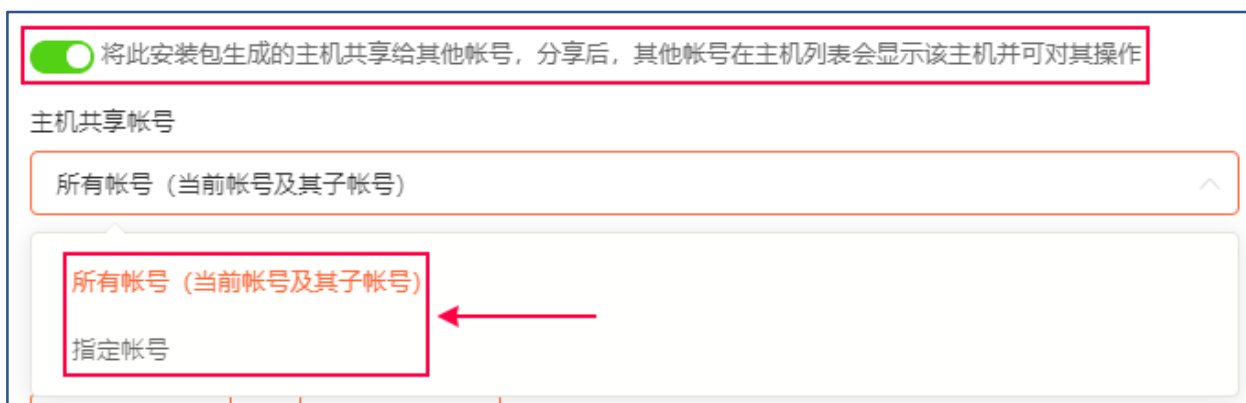 将此安装包生成的主机共享给其他帐号，分享后，其他帐号在主机列表会显示该主机并可对其操作
主机共享帐号
所有帐号（当前帐号及其子帐号）
所有帐号（当前帐号及其子帐号）
指定帐号